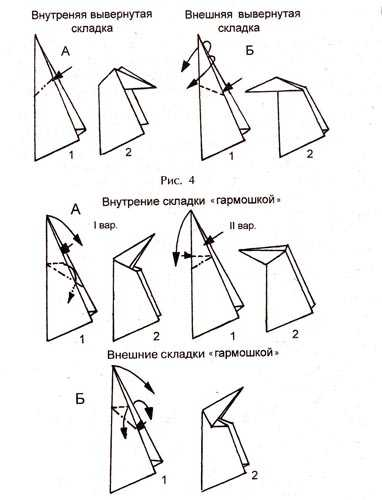 Внутреняя вывернутая
складка
Внешняя вывернутая
складка
А
Б
1
2
1
2
Рис. 4
Внутрение складки «гармошкой»
А
I вар.
II вар.
1
2
1
2
Внешние складки «гармошкой»
Б
1
2